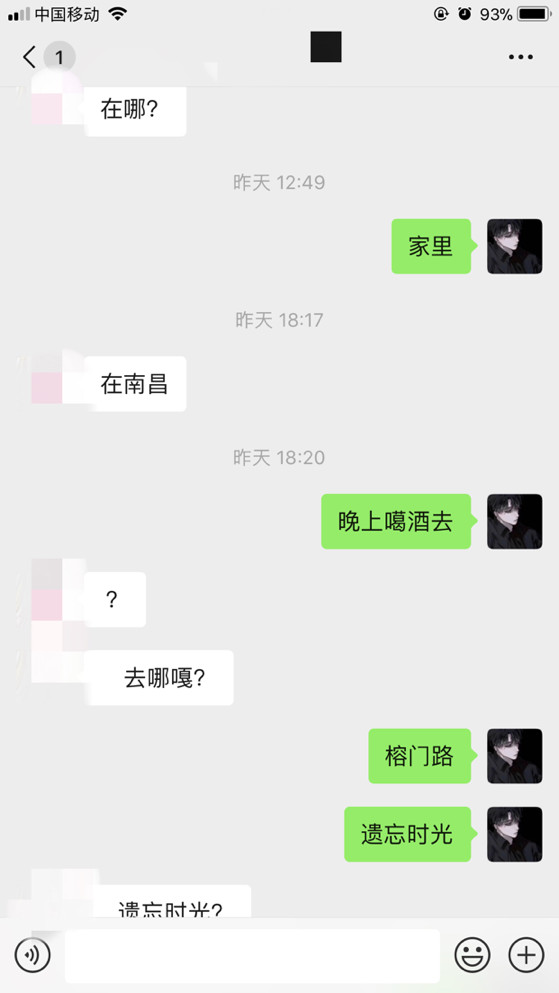 中国移动 93%
1
在哪？
昨天 12:49
家里
昨天 18:17
在南昌
昨天 18:20
晚上噶酒去
？
去哪嘎？
榕门路
遗忘时光
遗忘时光？